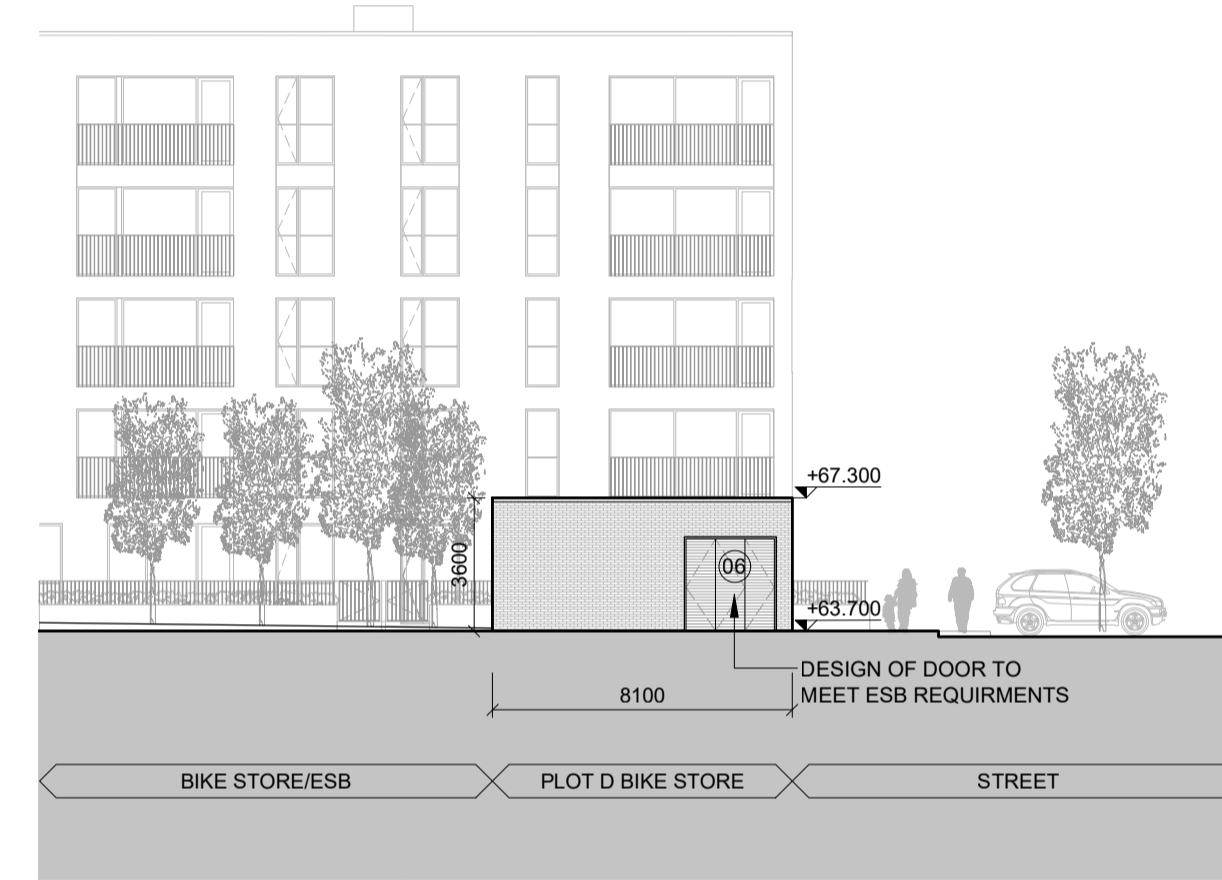 +67.300
3600
06
+63.700
DESIGN OF DOOR TO
MEET ESB REQUIRMENTS
8100
BIKE STORE/ESB
PLOT D BIKE STORE
STREET